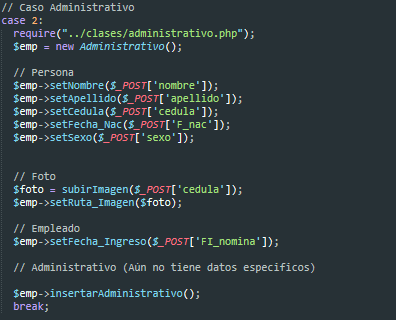 // Caso Administrativo
case 2:
require("../clases/administrativo.php");
$emp = new Administrativo();
// Persona
$emp->setNombre($_POST['nombre']);
$emp->setApellido($_POST['apellido']);
$emp->setCedula($_POST['cedula']);
$emp->setFecha_Nac($_POST['F_nac']);
$emp->setSexo($_POST['sexo']);
// Foto
$foto = subirImagen($_POST['cedula']);
$emp->setRuta_Imagen($foto);
// Empleado
$emp->setFecha_Ingreso($_POST['FI_nomina']);
// Administrativo (Aún no tiene datos especificos)
$emp->insertarAdministrativo();
break;